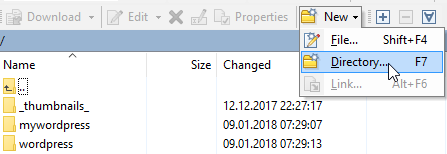 Download Edit Properties New
File... Shift+F4
/
Directory... F7
Name Size Changed
Link... Alt+F6
..
_thumbnails_ 12.12.2017 22:27:17
mywordpress 09.01.2018 07:29:07
wordpress 09.01.2018 07:29:13